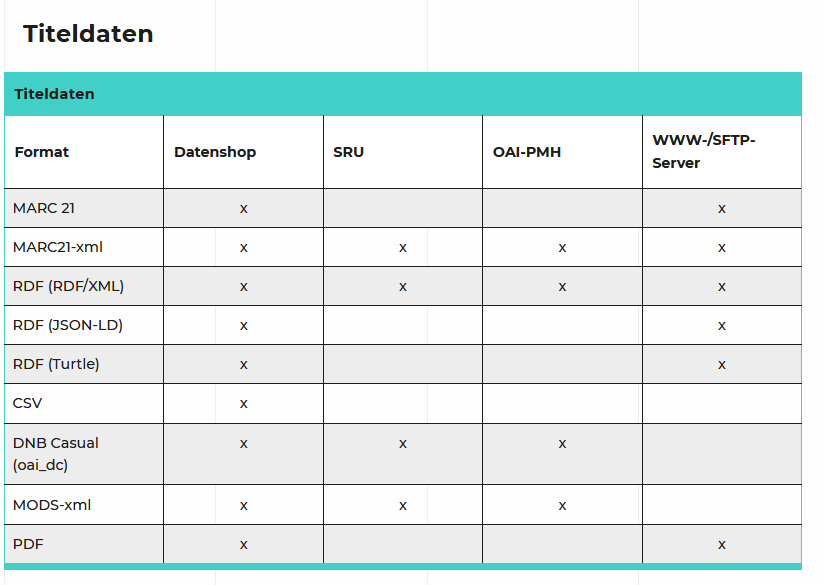 Titeldaten
Titeldaten
Format Datenshop SRU OAI-PMH WWW-/SFTP-
Server
MARC 21 x x
MARC21-xml x x x x
RDF (RDF/XML) x x x x
RDF (JSON-LD) x x
RDF (Turtle) x x
CSV x
DNB Casual x x x
(oai_dc)
MODS-xml x x x
PDF x x